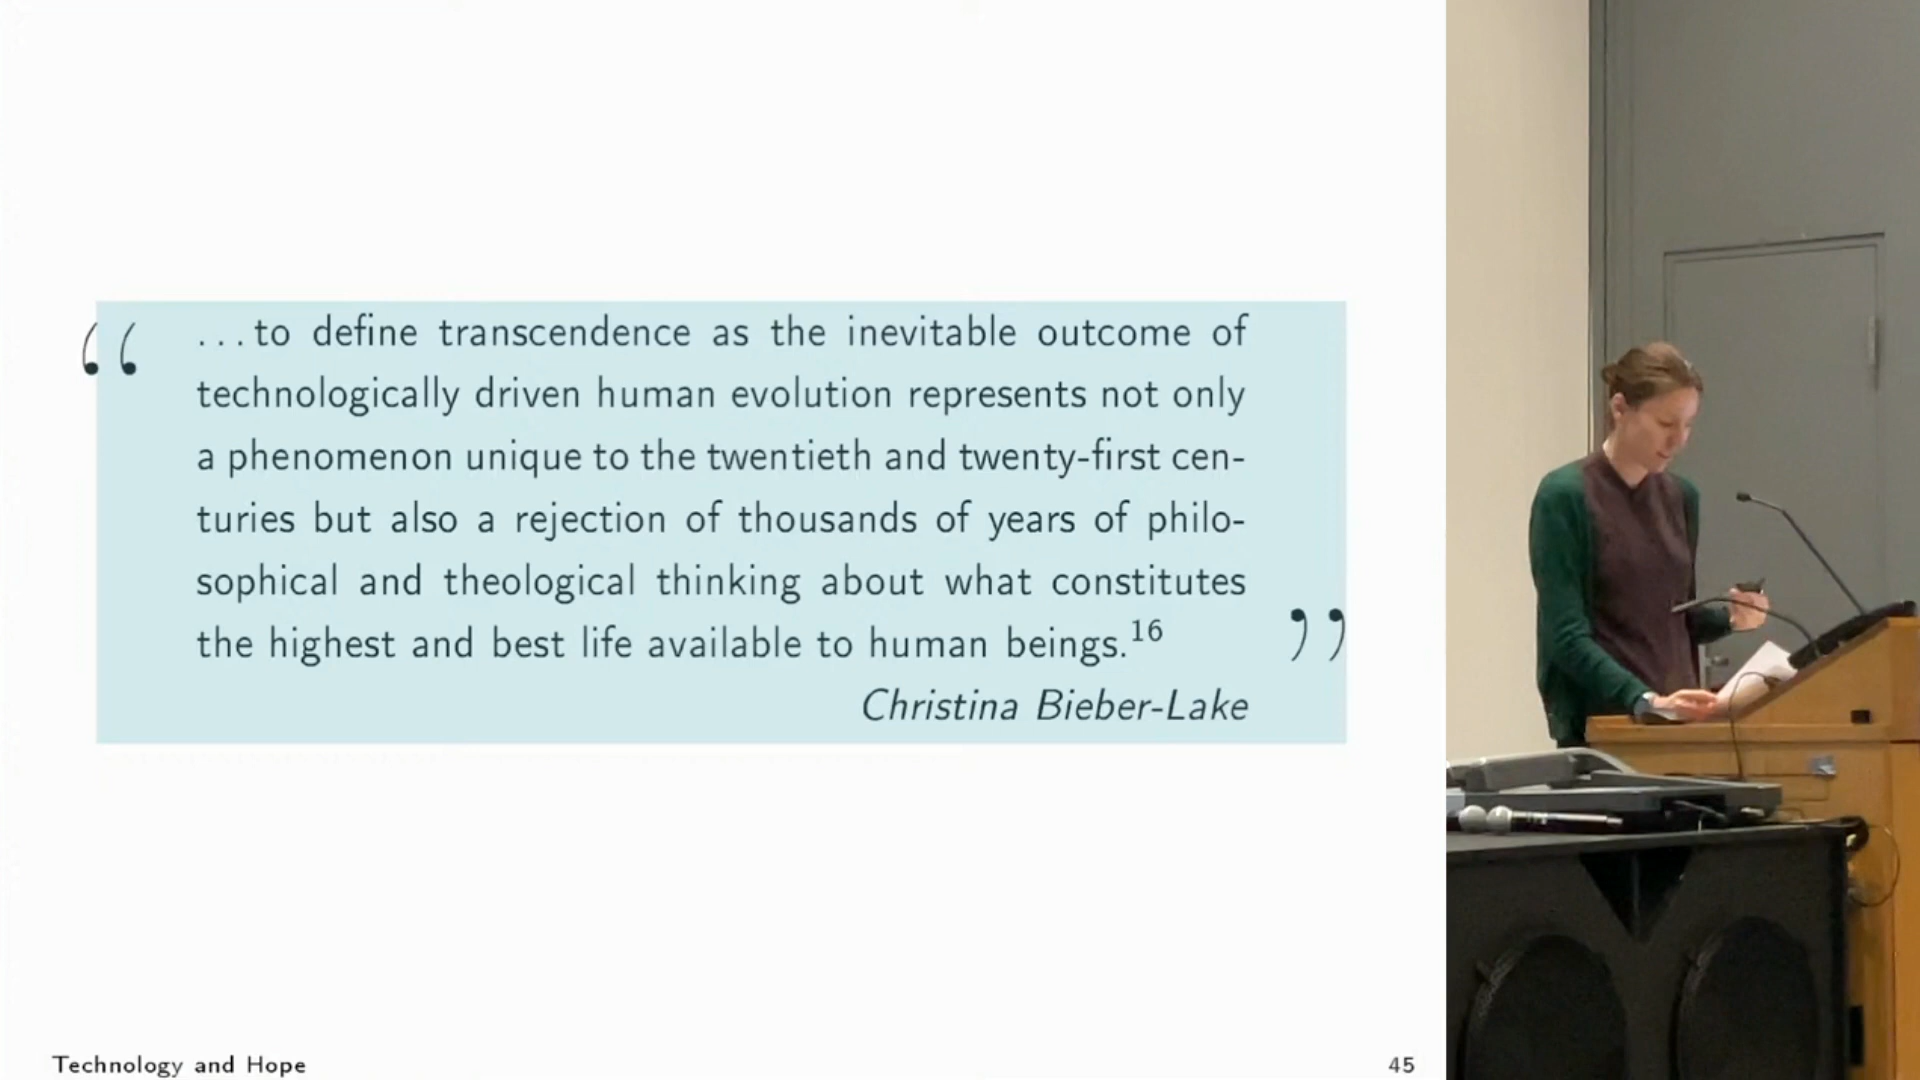 “ ...to define transcendence as the inevitable outcome of
technologically driven human evolution represents not only
a phenomenon unique to the twentieth and twenty-first cen-
turies but also a rejection of thousands of years of philo-
sophical and theological thinking about what constitutes
the highest and best life available to human beings.16 ”
Christina Bieber-Lake
Technology and Hope
45